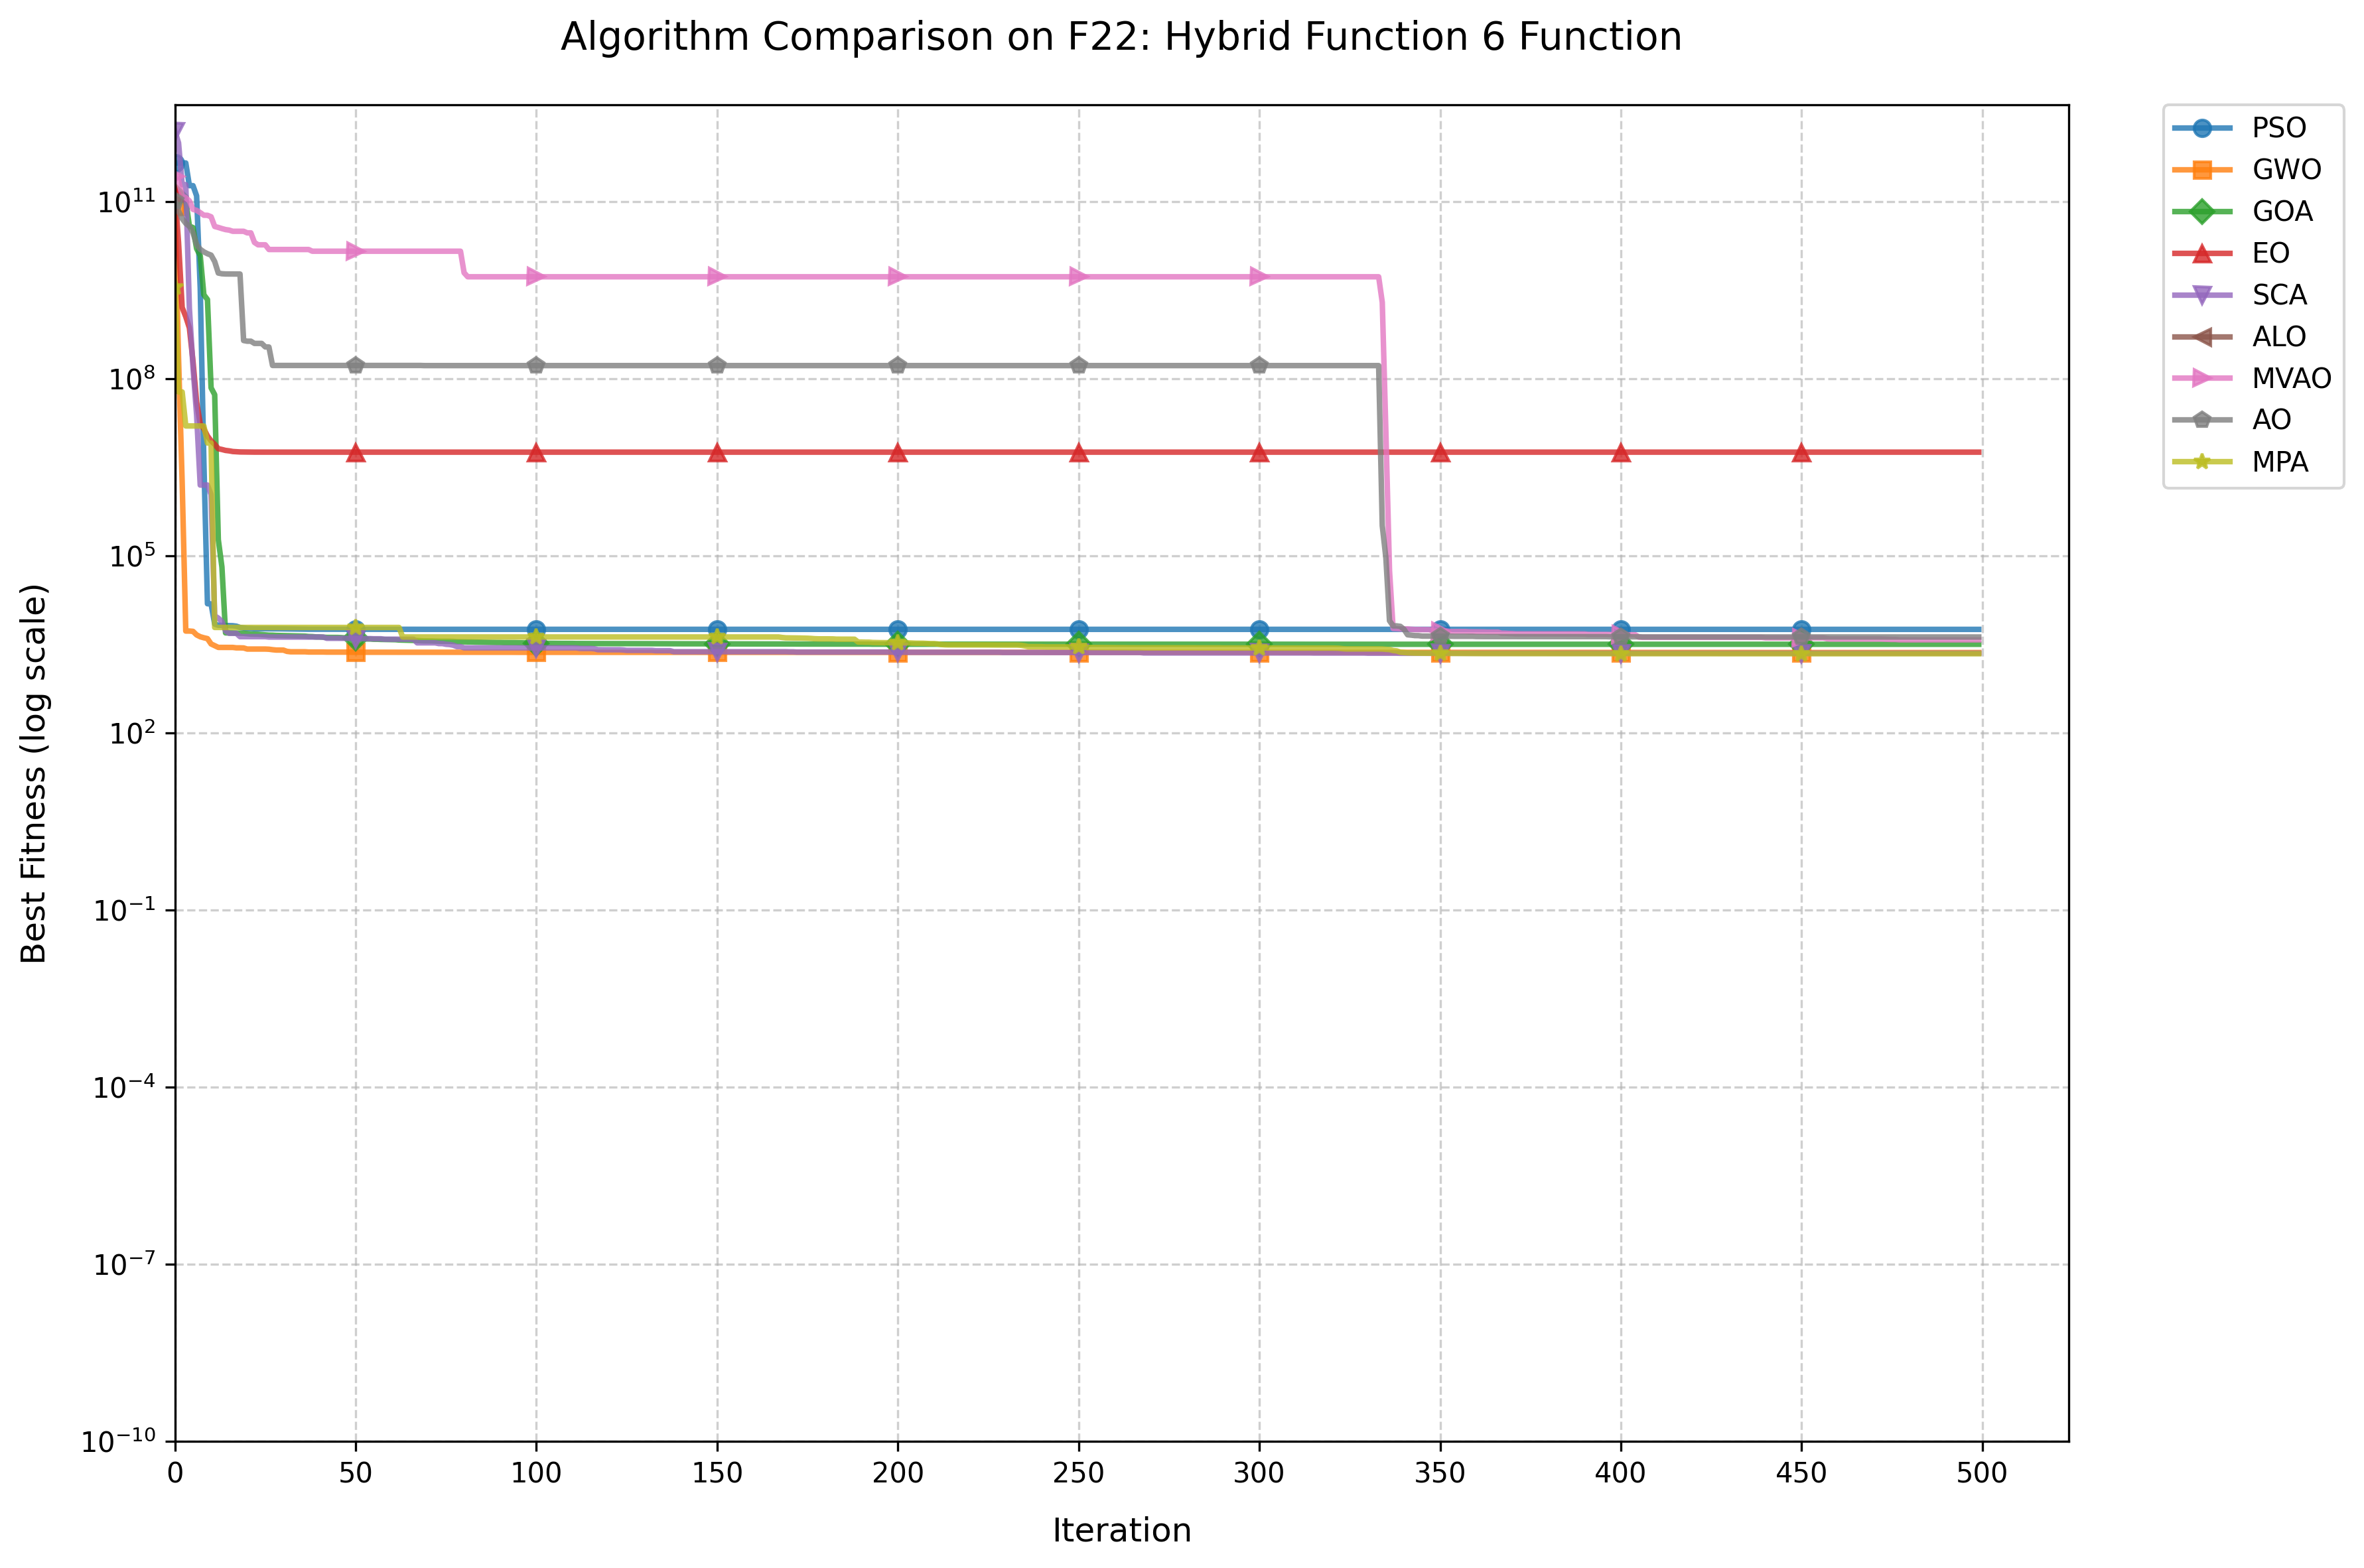 Algorithm Comparison on F22: Hybrid Function 6 Function
Best Fitness (log scale)
10¹¹
10⁸
10⁵
10²
10⁻¹
10⁻⁴
10⁻⁷
10⁻¹⁰
0 50 100 150 200 250 300 350 400 450 500
Iteration
PSO
GWO
GOA
EO
SCA
ALO
MVAO
AO
MPA